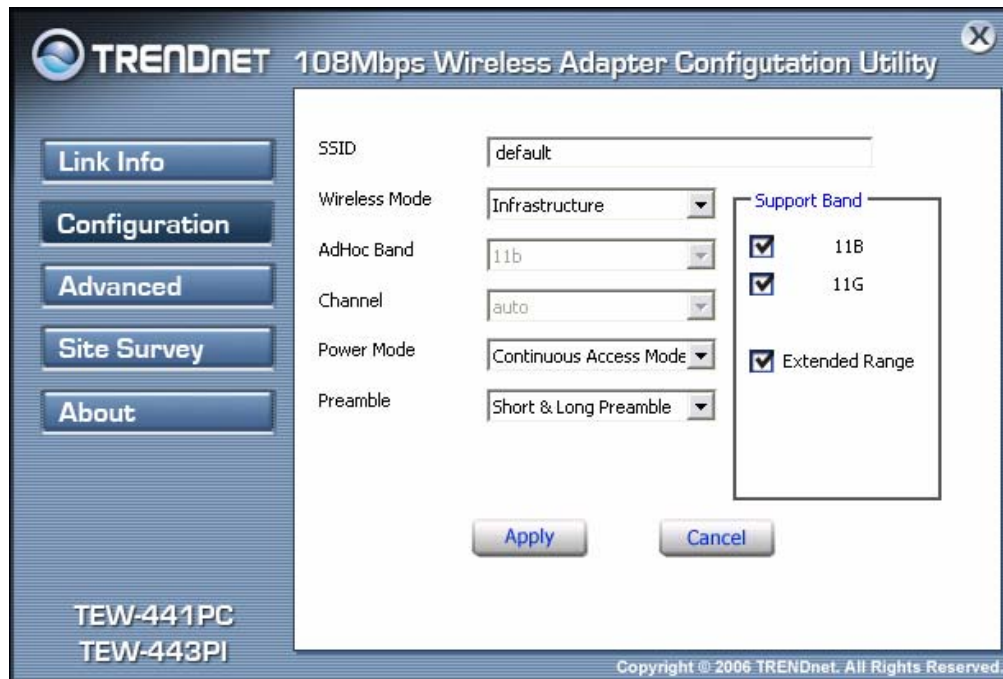 TRENDNET 108Mbps Wireless Adapter Configutation Utility X
Link Info
Configuration
Advanced
Site Survey
About
TEW-441PC
TEW-443PI
SSID default
Wireless Mode Infrastructure
AdHoc Band 11b
Channel auto
Power Mode Continuous Access Mode
Preamble Short & Long Preamble
Support Band
11B
11G
Extended Range
Apply Cancel
Copyright © 2006 TRENDnet. All Rights Reserved.